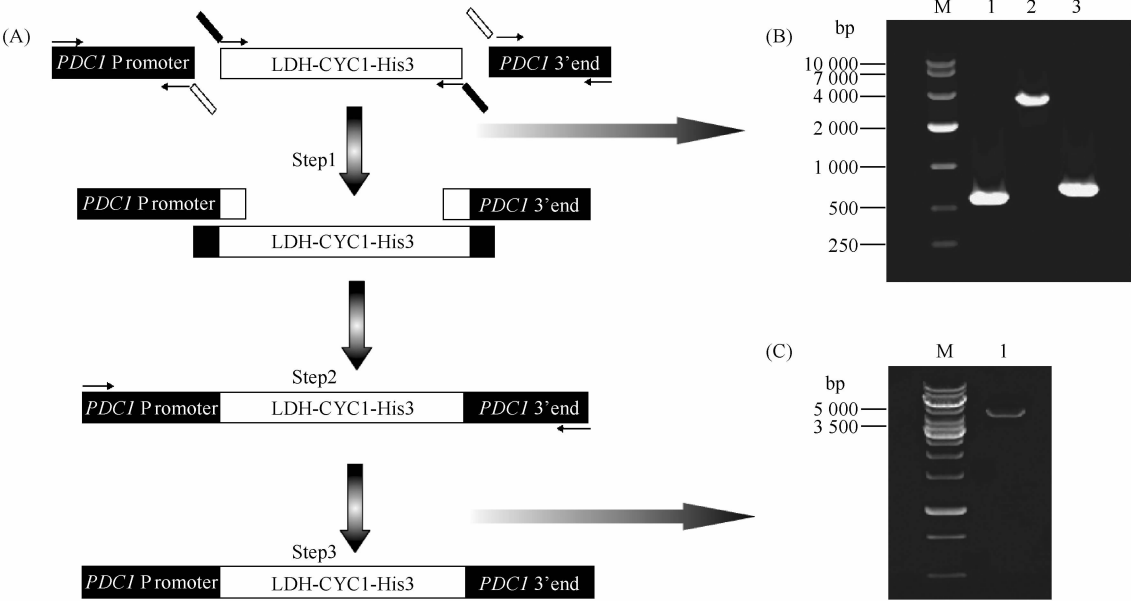 (A)
PDC1 Promoter
LDH-CYC1-His3
PDC1 3'end
Step1
PDC1 Promoter
PDC1 3'end
LDH-CYC1-His3
Step2
PDC1 Promoter
LDH-CYC1-His3
PDC1 3'end
Step3
PDC1 Promoter
LDH-CYC1-His3
PDC1 3'end
(B)
bp
M 1 2 3
10 000
7 000
4 000
2 000
1 000
500
250
(C)
M 1
bp
5 000
3 500